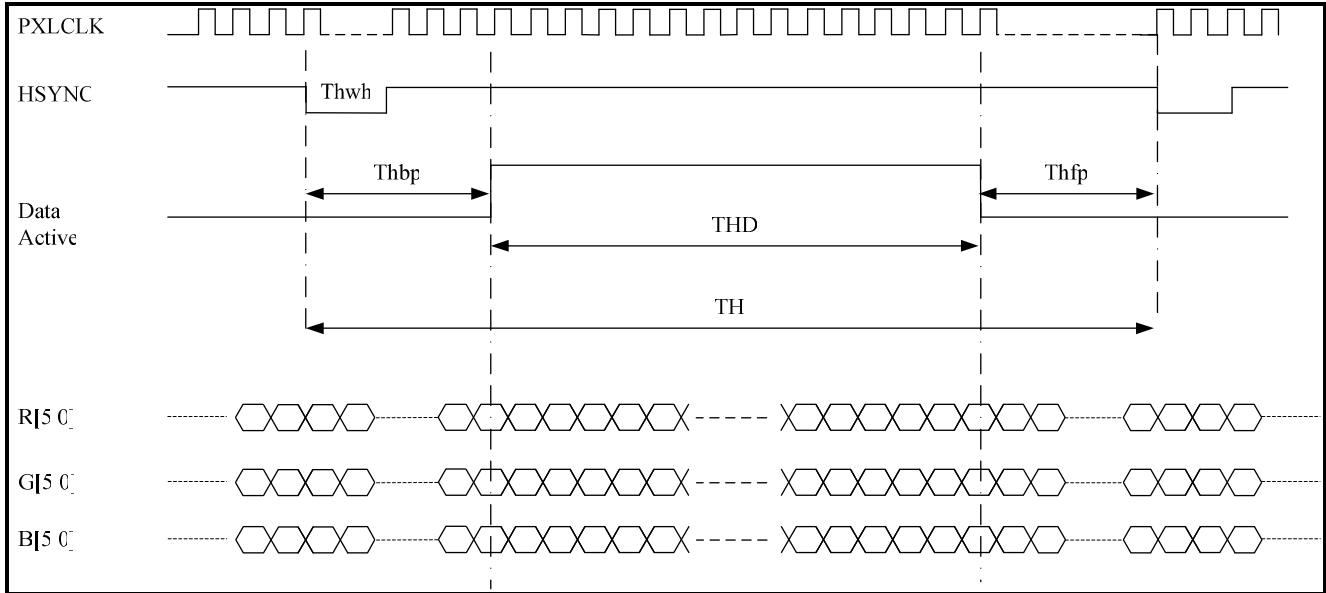 PXLCLK
HSYNC
Thwh
Thbp
Thfp
Data
Active
THD
TH
R[5 0]
G[5 0]
B[5 0]